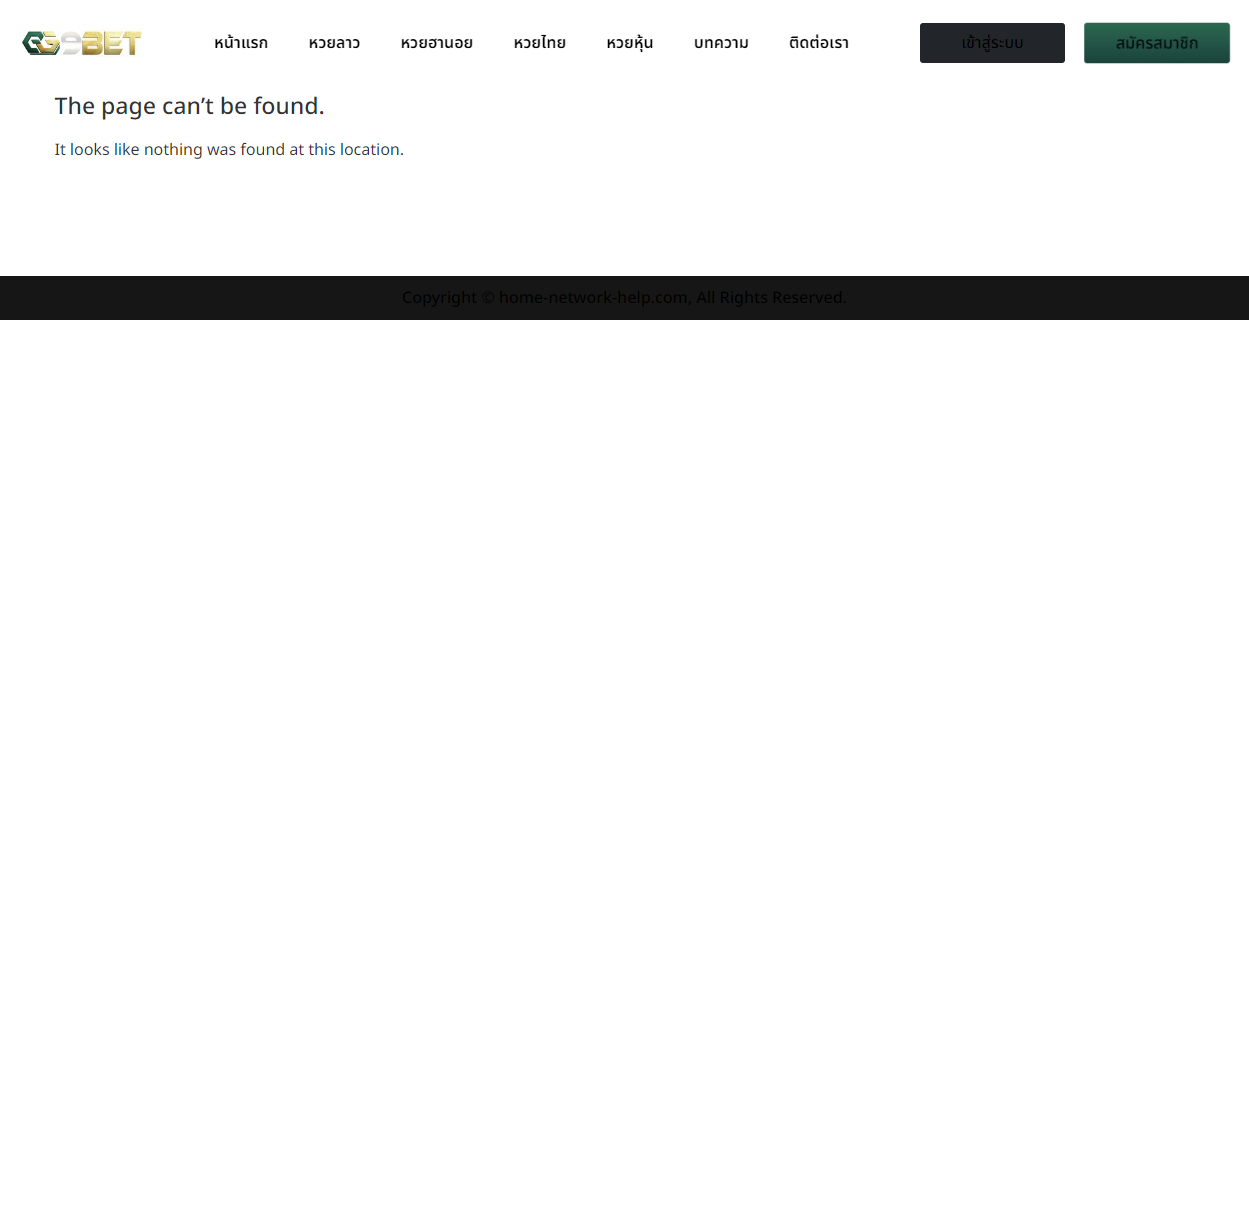 GG9BET
หน้าแรก
หวยลาว
หวยฮานอย
หวยไทย
หวยหุ้น
บทความ
ติดต่อเรา
เข้าสู่ระบบ
สมัครสมาชิก
The page can’t be found.
It looks like nothing was found at this location.
Copyright © home-network-help.com, All Rights Reserved.